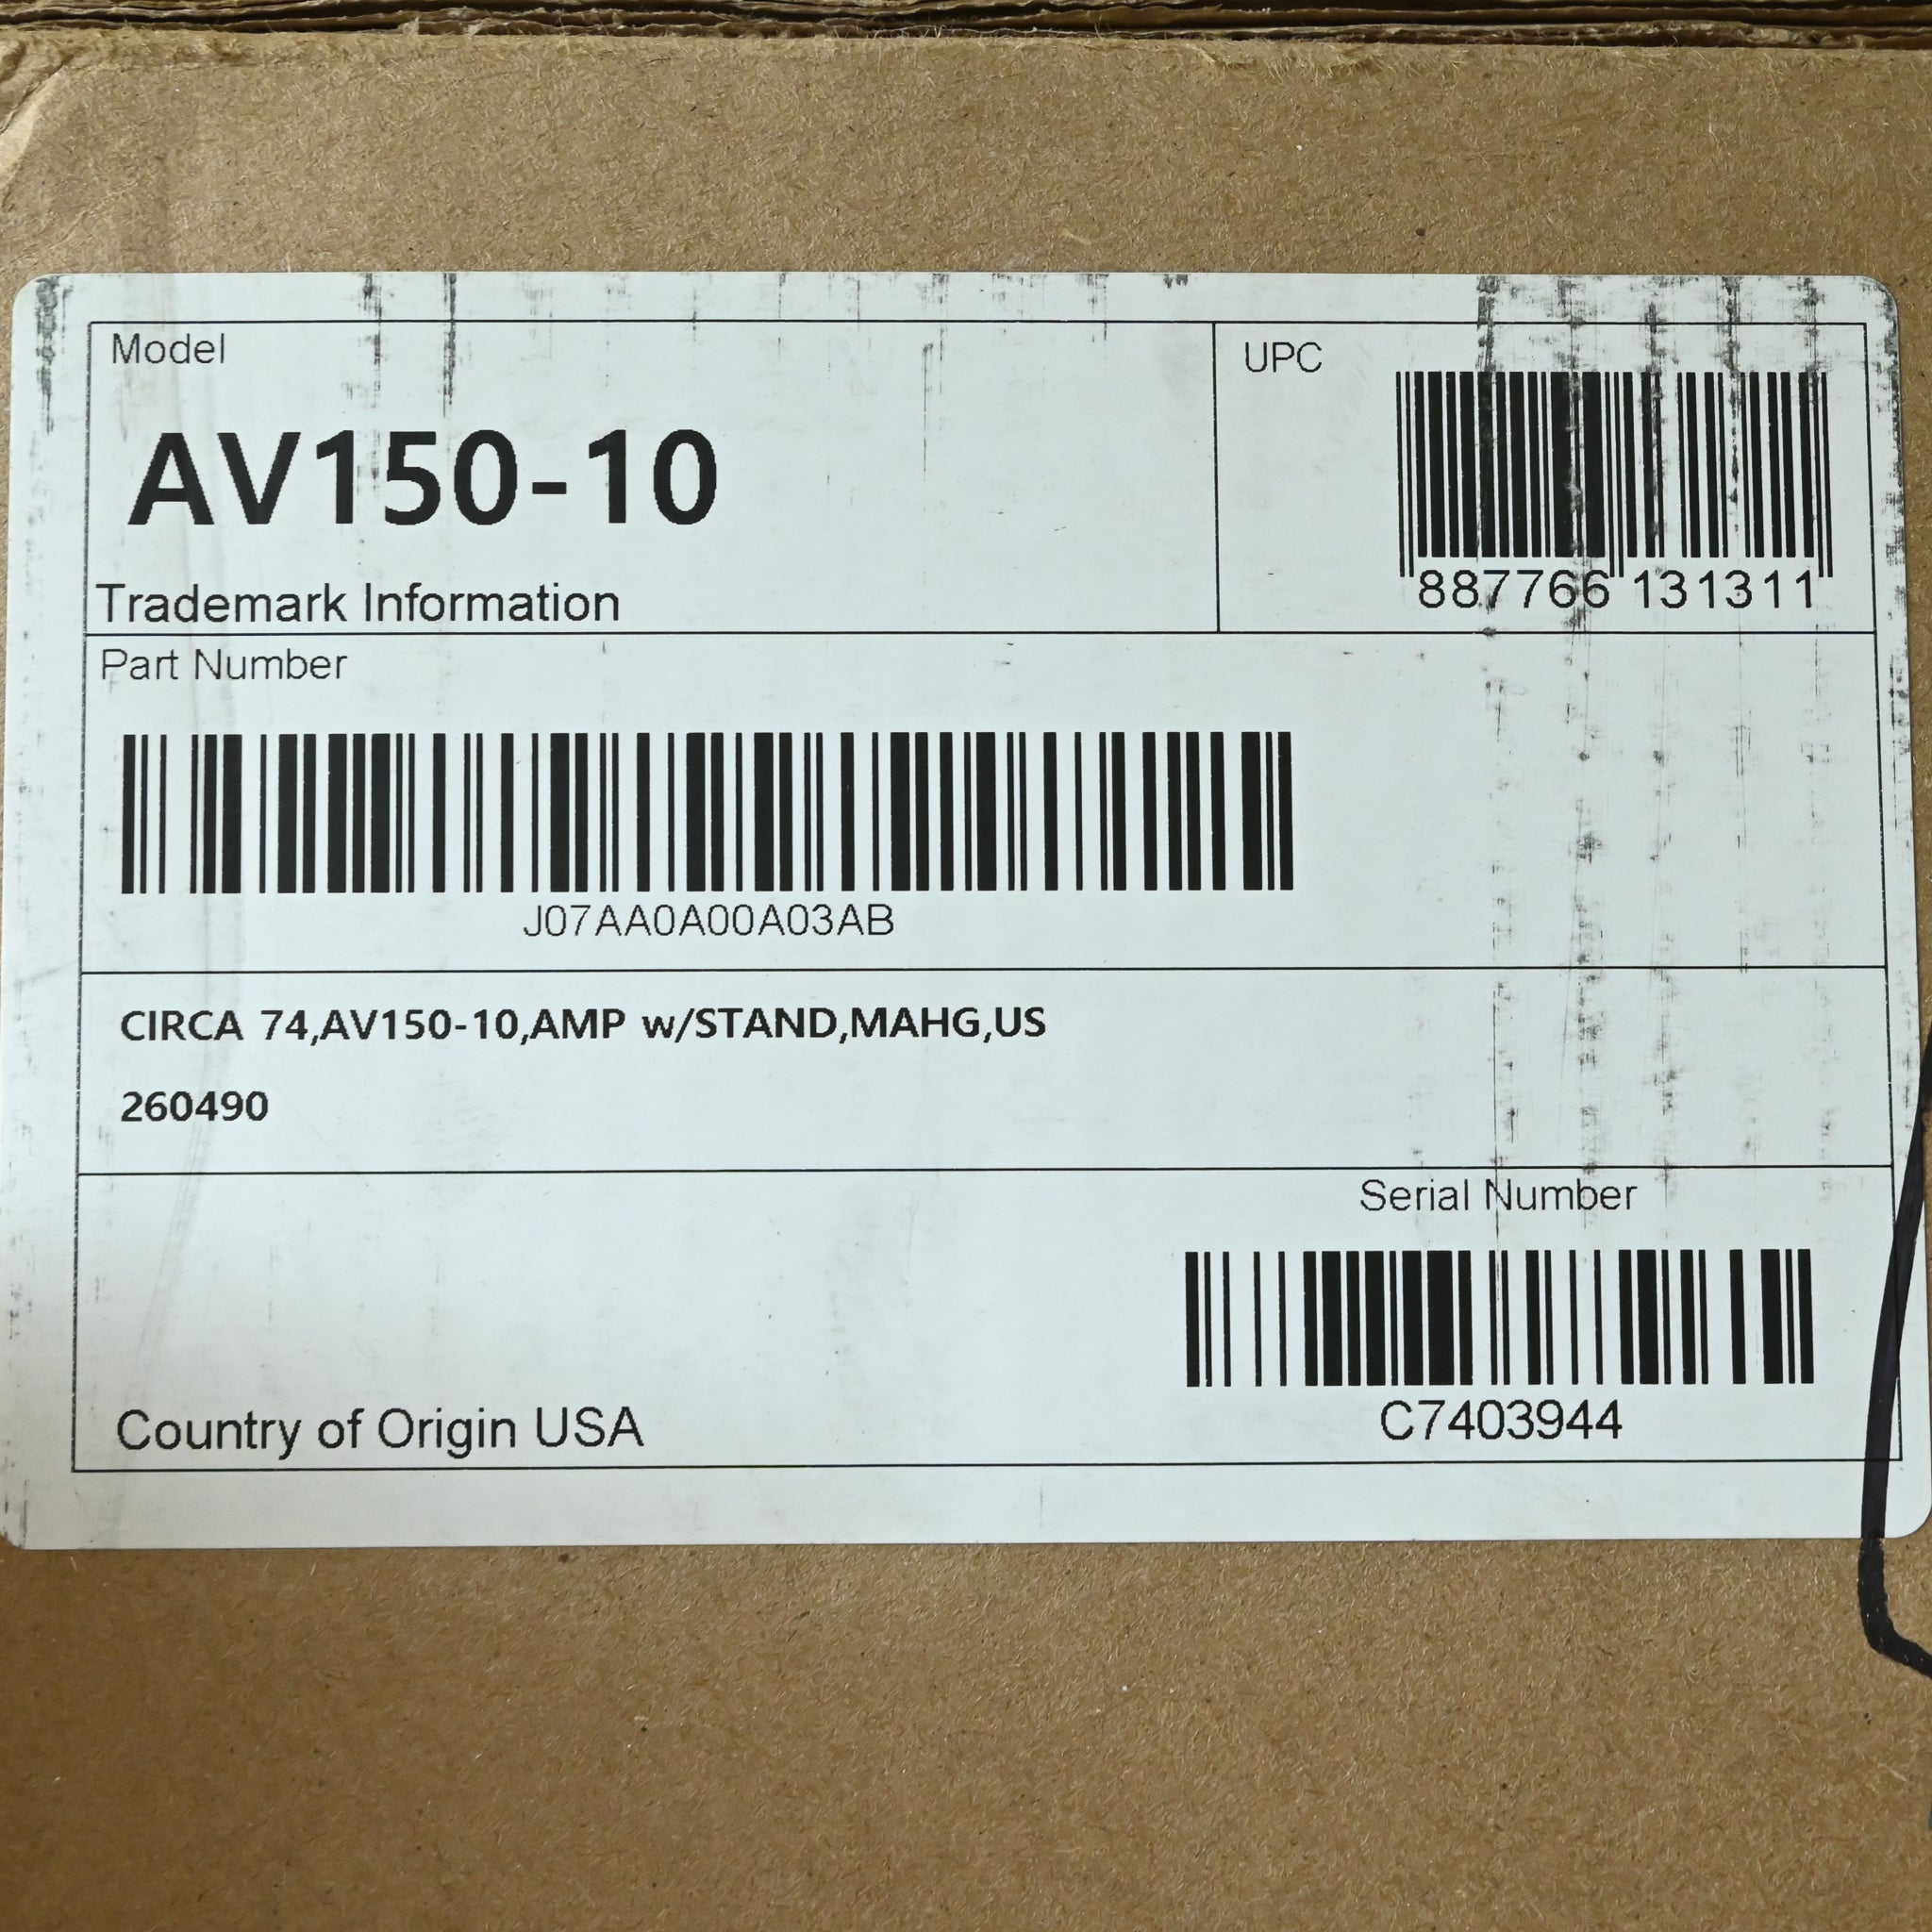 Model
AV150-10
Trademark Information
UPC
887766 131311
Part Number
J07AA0A00A03AB
CIRCA 74,AV150-10,AMP w/STAND,MAHG,US
260490
Serial Number
C7403944
Country of Origin USA